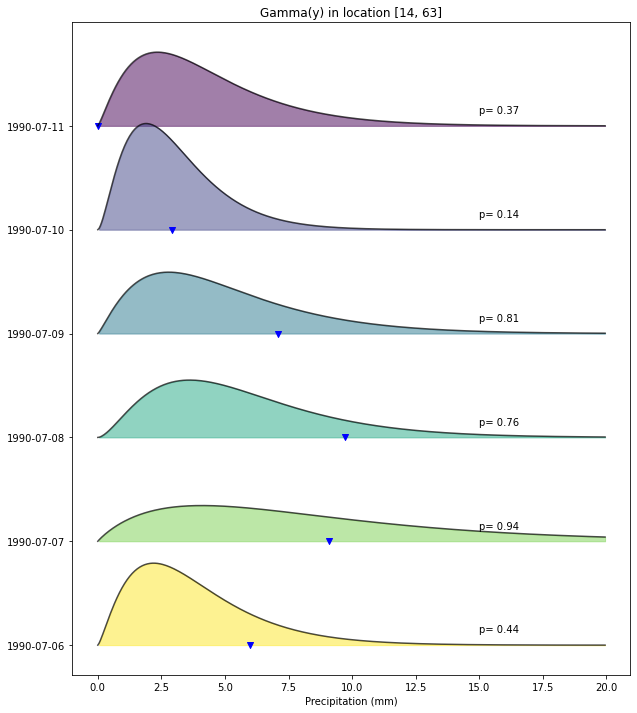 Gamma(y) in location [14, 63]
1990-07-11
p= 0.37
1990-07-10
p= 0.14
1990-07-09
p= 0.81
1990-07-08
p= 0.76
1990-07-07
p= 0.94
1990-07-06
p= 0.44
0.0 2.5 5.0 7.5 10.0 12.5 15.0 17.5 20.0
Precipitation (mm)